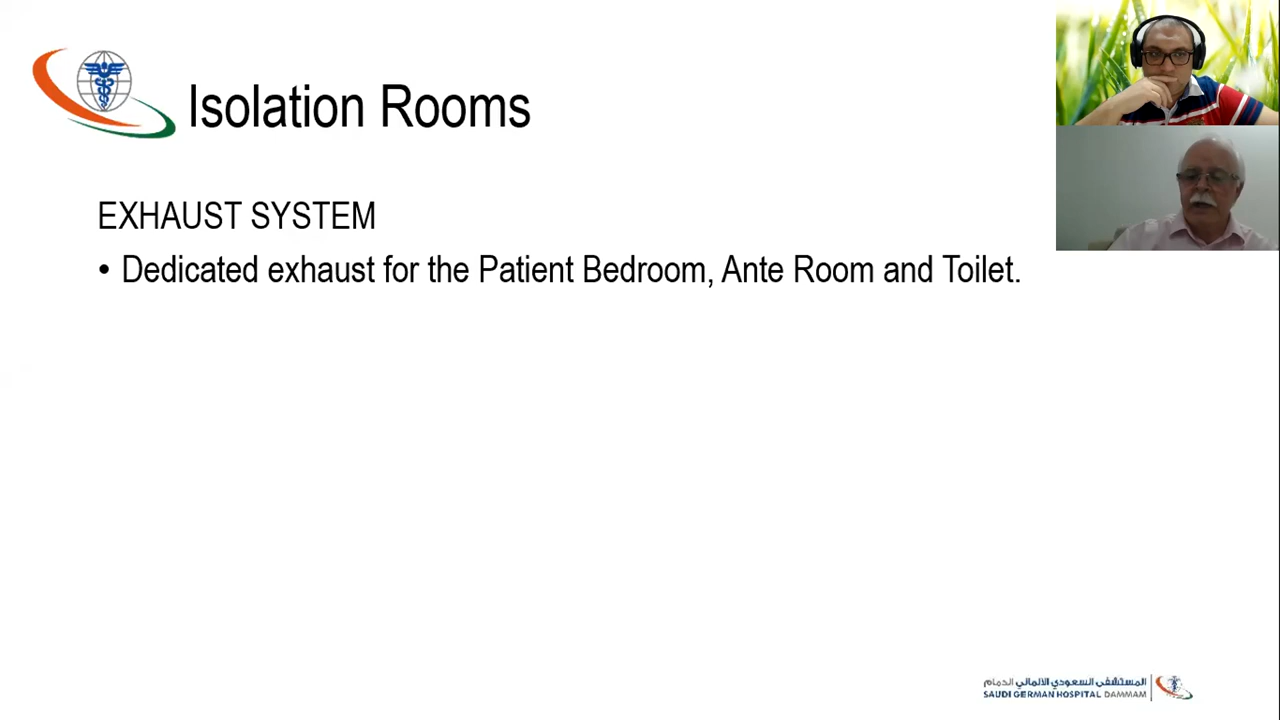 Isolation Rooms
EXHAUST SYSTEM
• Dedicated exhaust for the Patient Bedroom, Ante Room and Toilet.
المستشفى السعودي الألماني الدمام
SAUDI GERMAN HOSPITAL DAMMAM